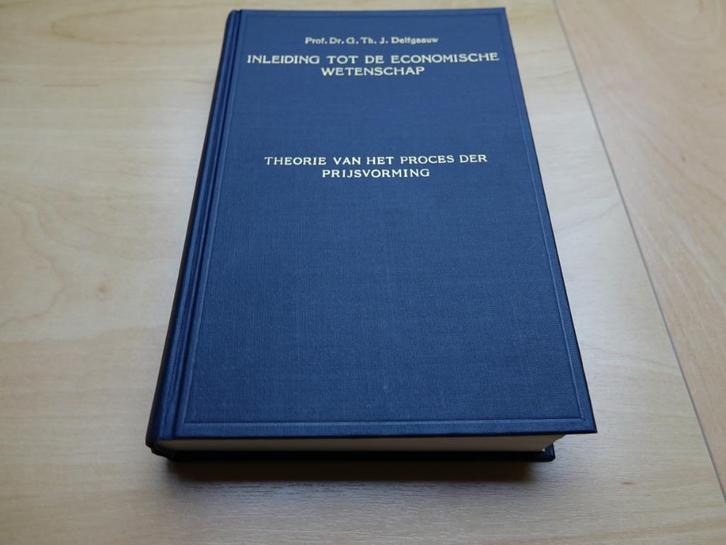 Prof. Dr. G. Th. J. Delfgaauw
INLEIDING TOT DE ECONOMISCHE
WETENSCHAP
THEORIE VAN HET PROCES DER
PRIJSVORMING